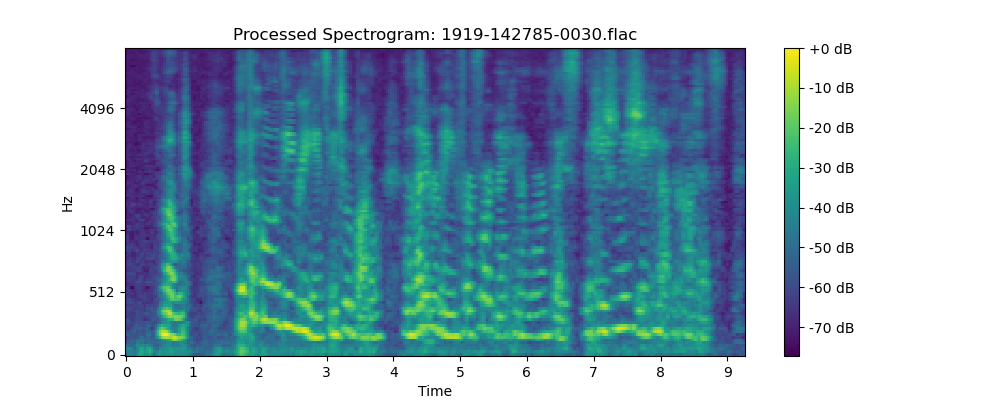 Processed Spectrogram: 1919-142785-0030.flac
Hz
4096
2048
1024
512
0
0 1 2 3 4 5 6 7 8 9
Time
+0 dB
-10 dB
-20 dB
-30 dB
-40 dB
-50 dB
-60 dB
-70 dB